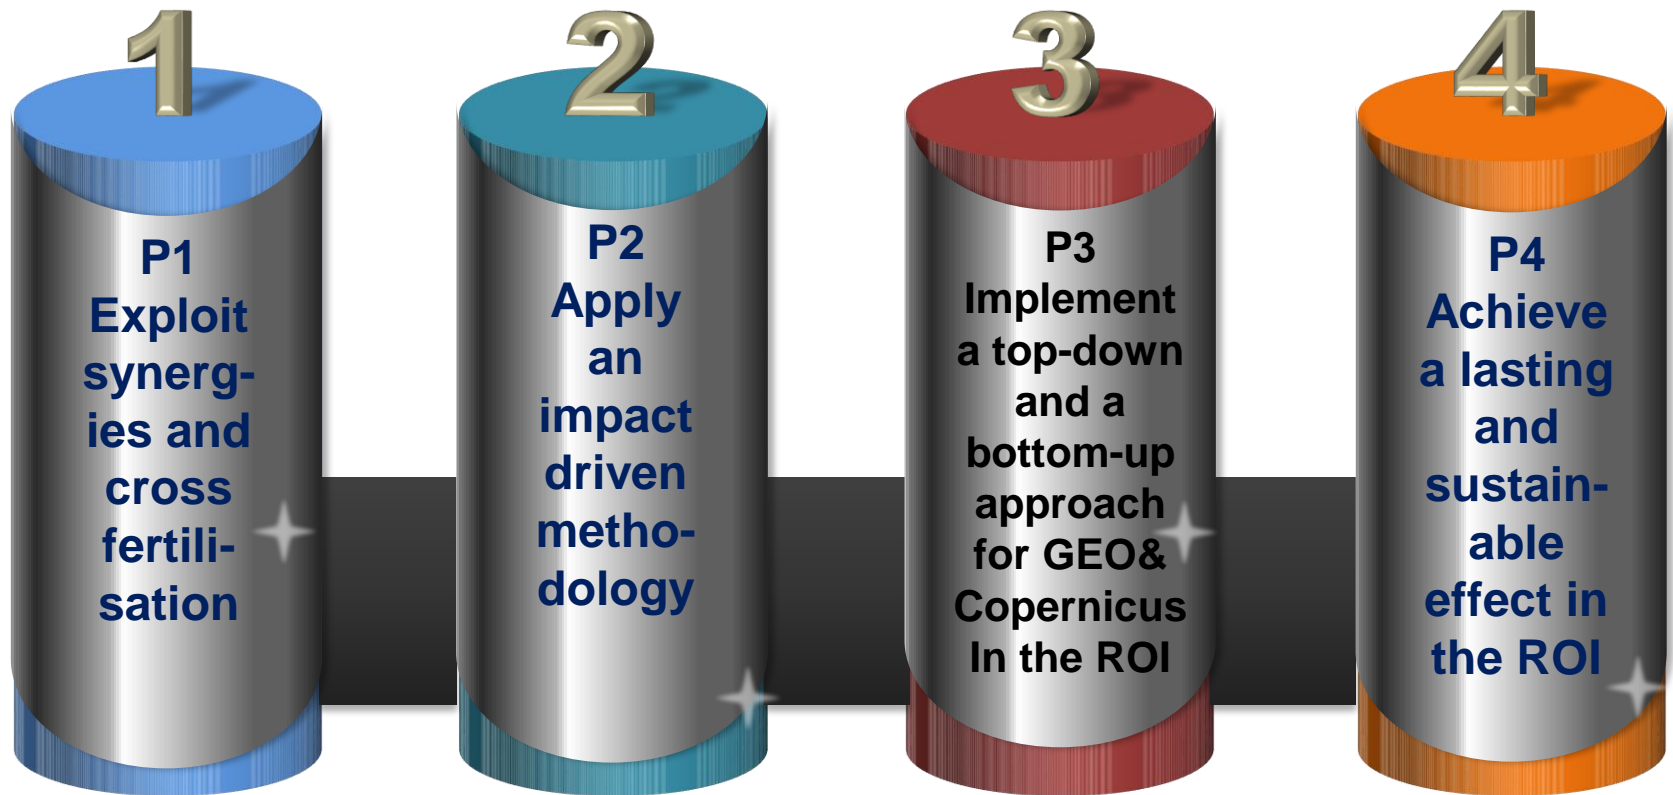 1
P1
Exploit
synerg-
ies and
cross
fertili-
sation
2
P2
Apply
an
impact
driven
metho-
dology
3
P3
Implement
a top-down
and a
bottom-up
approach
for GEO&
Copernicus
In the ROI
4
P4
Achieve
a lasting
and
sustain-
able
effect in
the ROI